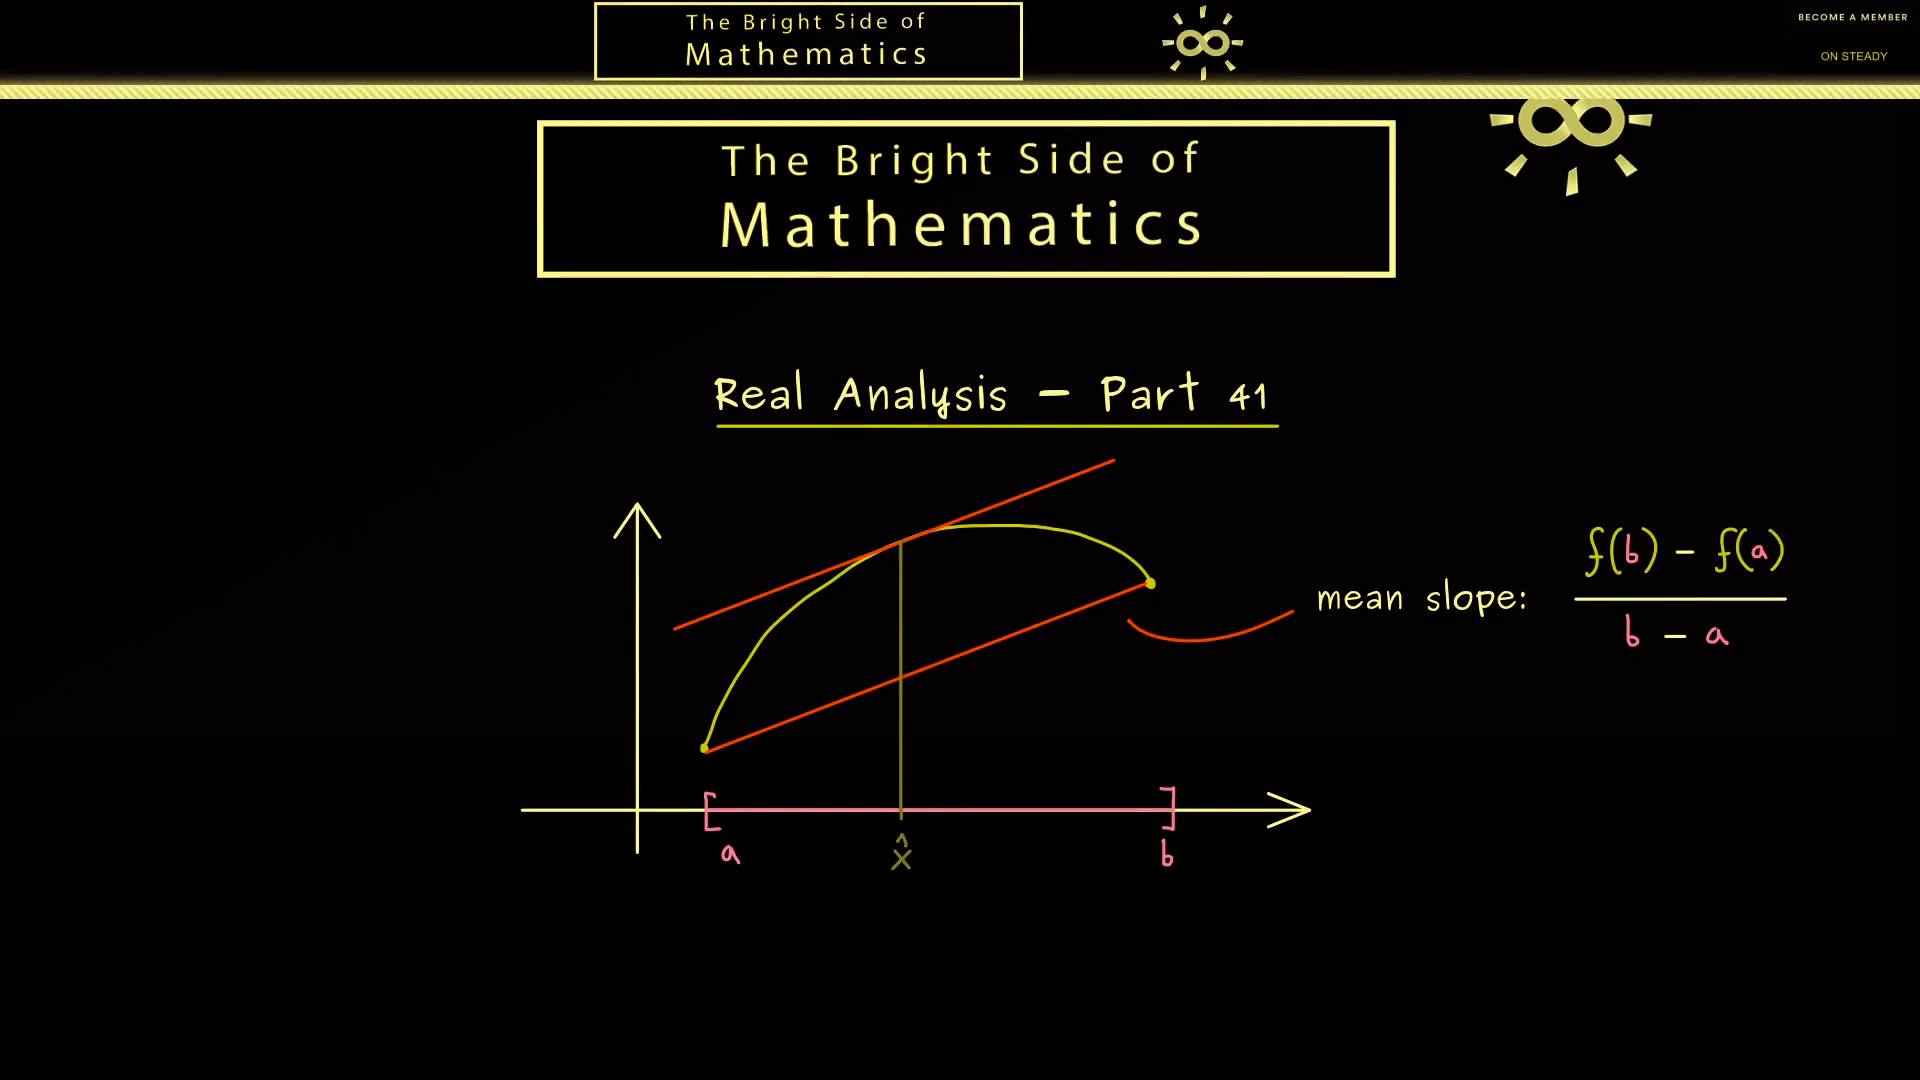 The Bright Side of
Mathematics
BECOME A MEMBER
ON STEADY
The Bright Side of
Mathematics
Real Analysis – Part 41
mean slope:
f(b) – f(a)
b – a
a
x̂
b